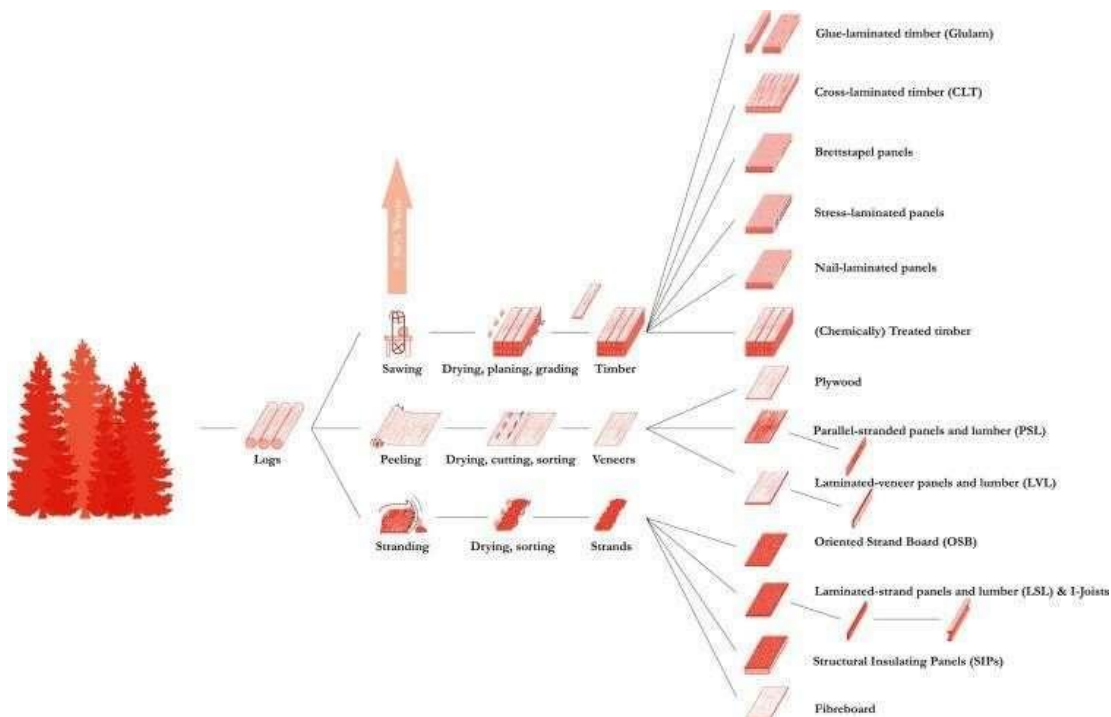 Glue-laminated timber (Glulam)
Cross-laminated timber (CLT)
Brettstapel panels
Stress-laminated panels
Nail-laminated panels
(Chemically) Treated timber
Sawing
Drying, planing, grading
Timber
Plywood
Parallel-stranded panels and lumber (PSL)
Logs
Peeling
Drying, cutting, sorting
Veneers
Laminated-veneer panels and lumber (LVL)
Stranding
Drying, sorting
Strands
Oriented Strand Board (OSB)
Laminated-strand panels and lumber (LSL) & I-Joists
Structural Insulating Panels (SIPs)
Fibreboard